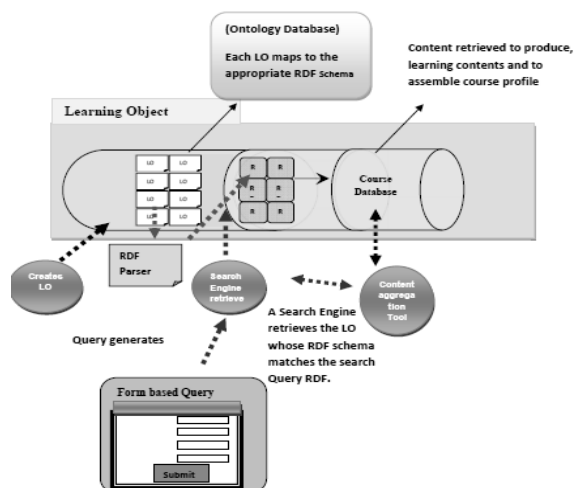 (Ontology Database)
Each LO maps to the
appropriate RDF Schema
Content retrieved to produce,
learning contents and to
assemble course profile
Learning Object
LO LO
LO LO
LO LO
LO LO
R R
R R
R R
Course
Database
Creates
LO
RDF
Parser
Search
Engine
retrieve
Content
aggrega
tion
Tool
Query generates
A Search Engine
retrieves the LO
whose RDF schema
matches the search
Query RDF.
Form based Query
Submit